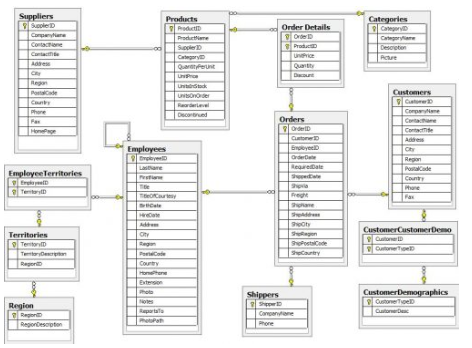 Suppliers
SupplierID
CompanyName
ContactName
ContactTitle
Address
City
Region
PostalCode
Country
Phone
Fax
HomePage
Products
ProductID
ProductName
SupplierID
CategoryID
QuantityPerUnit
UnitPrice
UnitsInStock
UnitsOnOrder
ReorderLevel
Discontinued
Order Details
OrderID
ProductID
UnitPrice
Quantity
Discount
Categories
CategoryID
CategoryName
Description
Picture
Employees
EmployeeID
LastName
FirstName
Title
TitleOfCourtesy
BirthDate
HireDate
Address
City
Region
PostalCode
Country
HomePhone
Extension
Photo
Notes
ReportsTo
PhotoPath
Orders
OrderID
CustomerID
EmployeeID
OrderDate
RequiredDate
ShippedDate
ShipVia
Freight
ShipName
ShipAddress
ShipCity
ShipRegion
ShipPostalCode
ShipCountry
Customers
CustomerID
CompanyName
ContactName
ContactTitle
Address
City
Region
PostalCode
Country
Phone
Fax
EmployeeTerritories
EmployeeID
TerritoryID
Territories
TerritoryID
TerritoryDescription
RegionID
Region
RegionID
RegionDescription
Shippers
ShipperID
CompanyName
Phone
CustomerCustomerDemo
CustomerID
CustomerTypeID
CustomerDemographics
CustomerTypeID
CustomerDesc